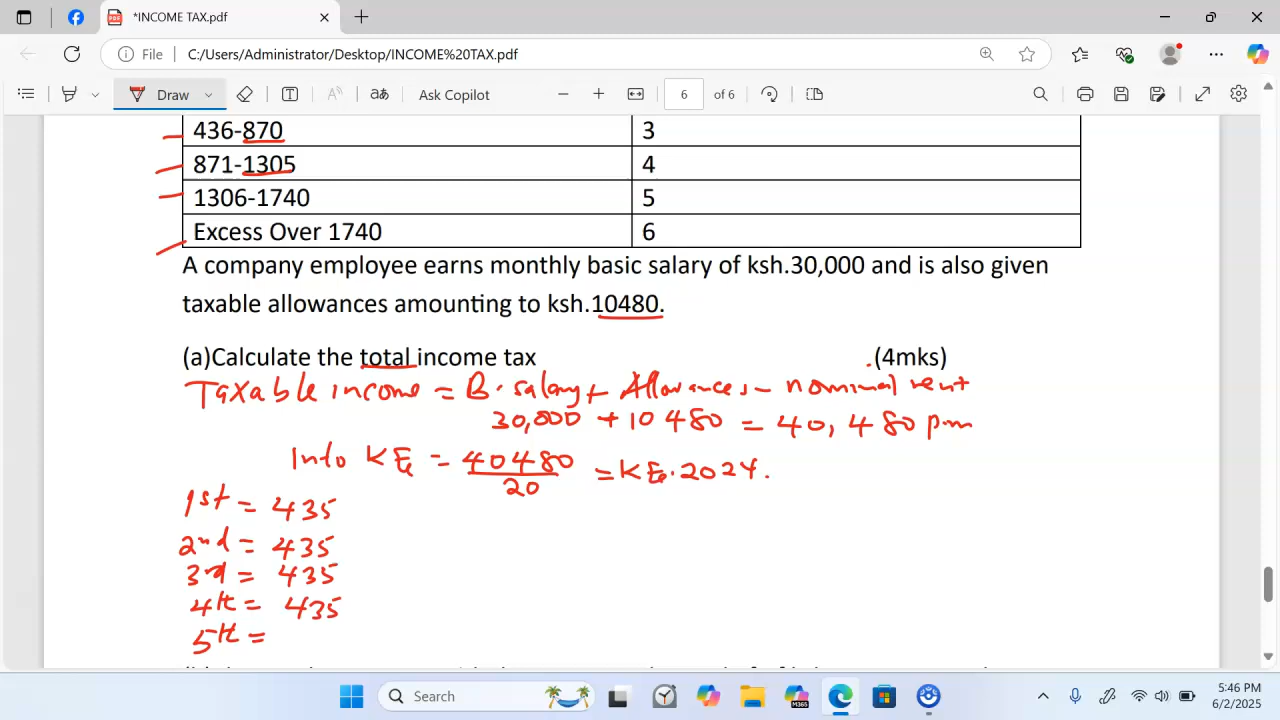 *INCOME TAX.pdf
File C:/Users/Administrator/Desktop/INCOME%20TAX.pdf
Draw Ask Copilot 6 of 6
436-870 3
871-1305 4
1306-1740 5
Excess Over 1740 6
A company employee earns monthly basic salary of ksh.30,000 and is also given
taxable allowances amounting to ksh.10480.
(a)Calculate the total income tax (4mks)
Taxable income = B. salary + Allowances - nominal rent
30,000 + 10480 = 40,480 pm
Into K£ = 40480/20 = K£.2024.
1st = 435
2nd = 435
3rd = 435
4th = 435
5th =
Search
5:46 PM
6/2/2025